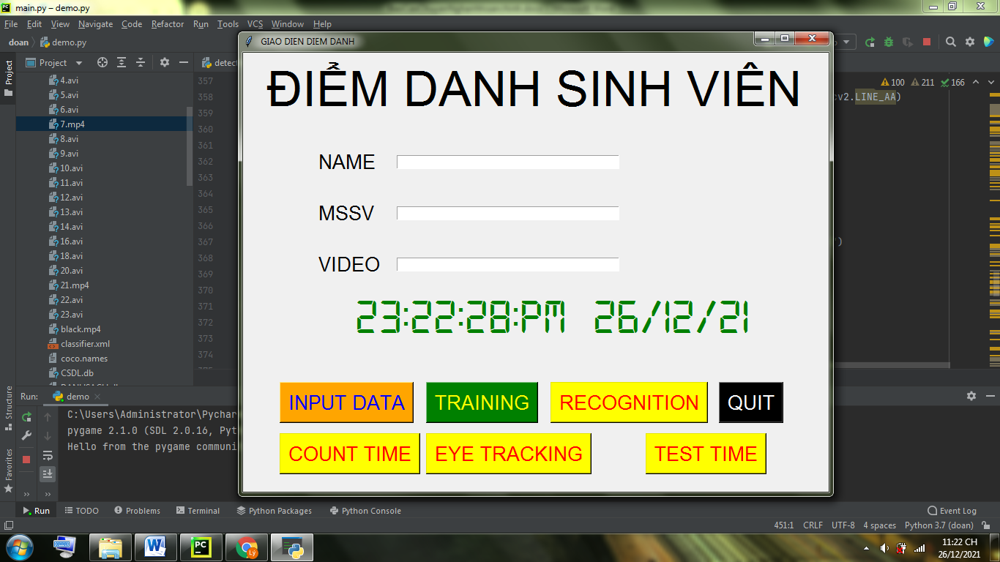 main.py – demo.py
File Edit View Navigate Code Refactor Run Tools VCS Window Help
doan demo.py
Project
detect
100 211 166
4.avi
5.avi
6.avi
7.mp4
8.avi
9.avi
10.avi
11.avi
12.avi
13.avi
14.avi
16.avi
18.avi
20.avi
21.mp4
22.avi
23.avi
black.mp4
classifier.xml
coco.names
CSDL.db
357
358
359
360
361
362
363
364
365
366
367
368
369
370
371
372
373
374
cv2.LINE_AA)
)
GIAO DIEN DIEM DANH
ĐIỂM DANH SINH VIÊN
NAME
MSSV
VIDEO
23:22:28:PM 26/12/21
INPUT DATA TRAINING RECOGNITION QUIT
COUNT TIME EYE TRACKING TEST TIME
Project
Structure
Favorites
Run: demo
C:\Users\Administrator\Pychar
pygame 2.1.0 (SDL 2.0.16, Pyt
Hello from the pygame communi
Run TODO Problems Terminal Python Packages Python Console Event Log
451:1 CRLF UTF-8 4 spaces Python 3.7 (doan)
11:22 CH
26/12/2021